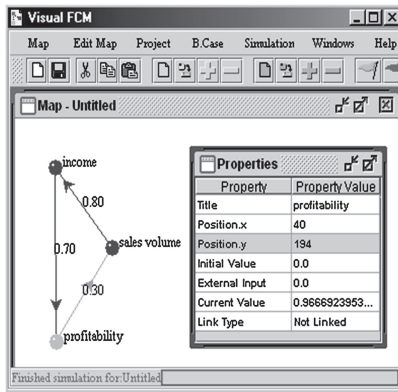 Visual FCM
Map Edit Map Project B.Case Simulation Windows Help
Map - Untitled
income
0.80
0.70
sales volume
0.30
profitability
Properties
Property Property Value
Title profitability
Position.x 40
Position.y 194
Initial Value 0.0
External Input 0.0
Current Value 0.9666923953...
Link Type Not Linked
Finished simulation for:Untitled